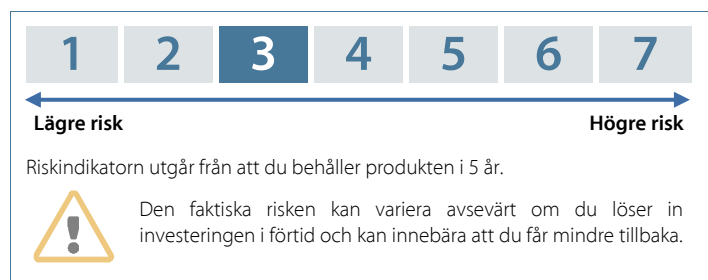 1 2 3 4 5 6 7
Lägre risk Högre risk
Riskindikatorn utgår från att du behåller produkten i 5 år.
Den faktiska risken kan variera avsevärt om du löser in
investeringen i förtid och kan innebära att du får mindre tillbaka.